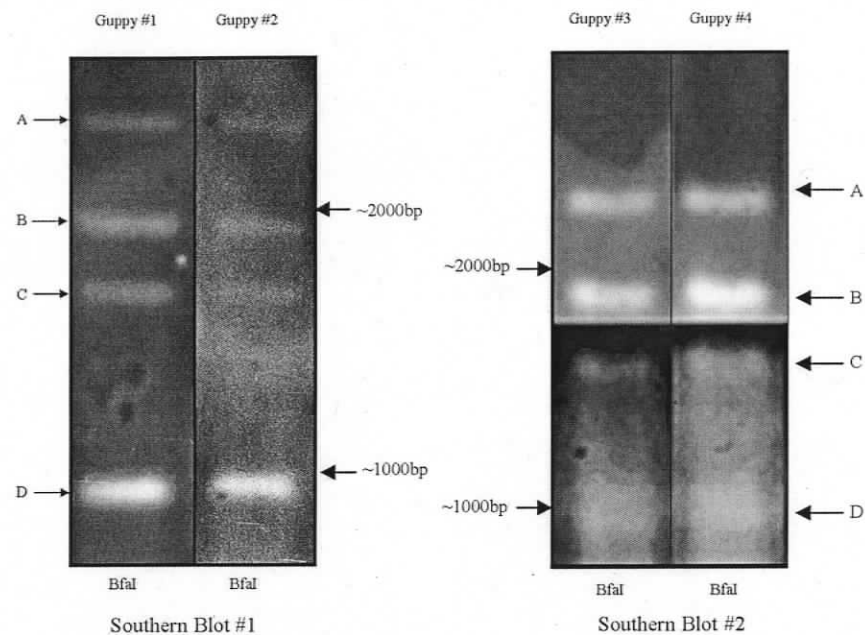 Guppy #1 Guppy #2
A
B
C
D
~2000bp
~1000bp
BfaI BfaI
Southern Blot #1
Guppy #3 Guppy #4
~2000bp
~1000bp
A
B
C
D
BfaI BfaI
Southern Blot #2